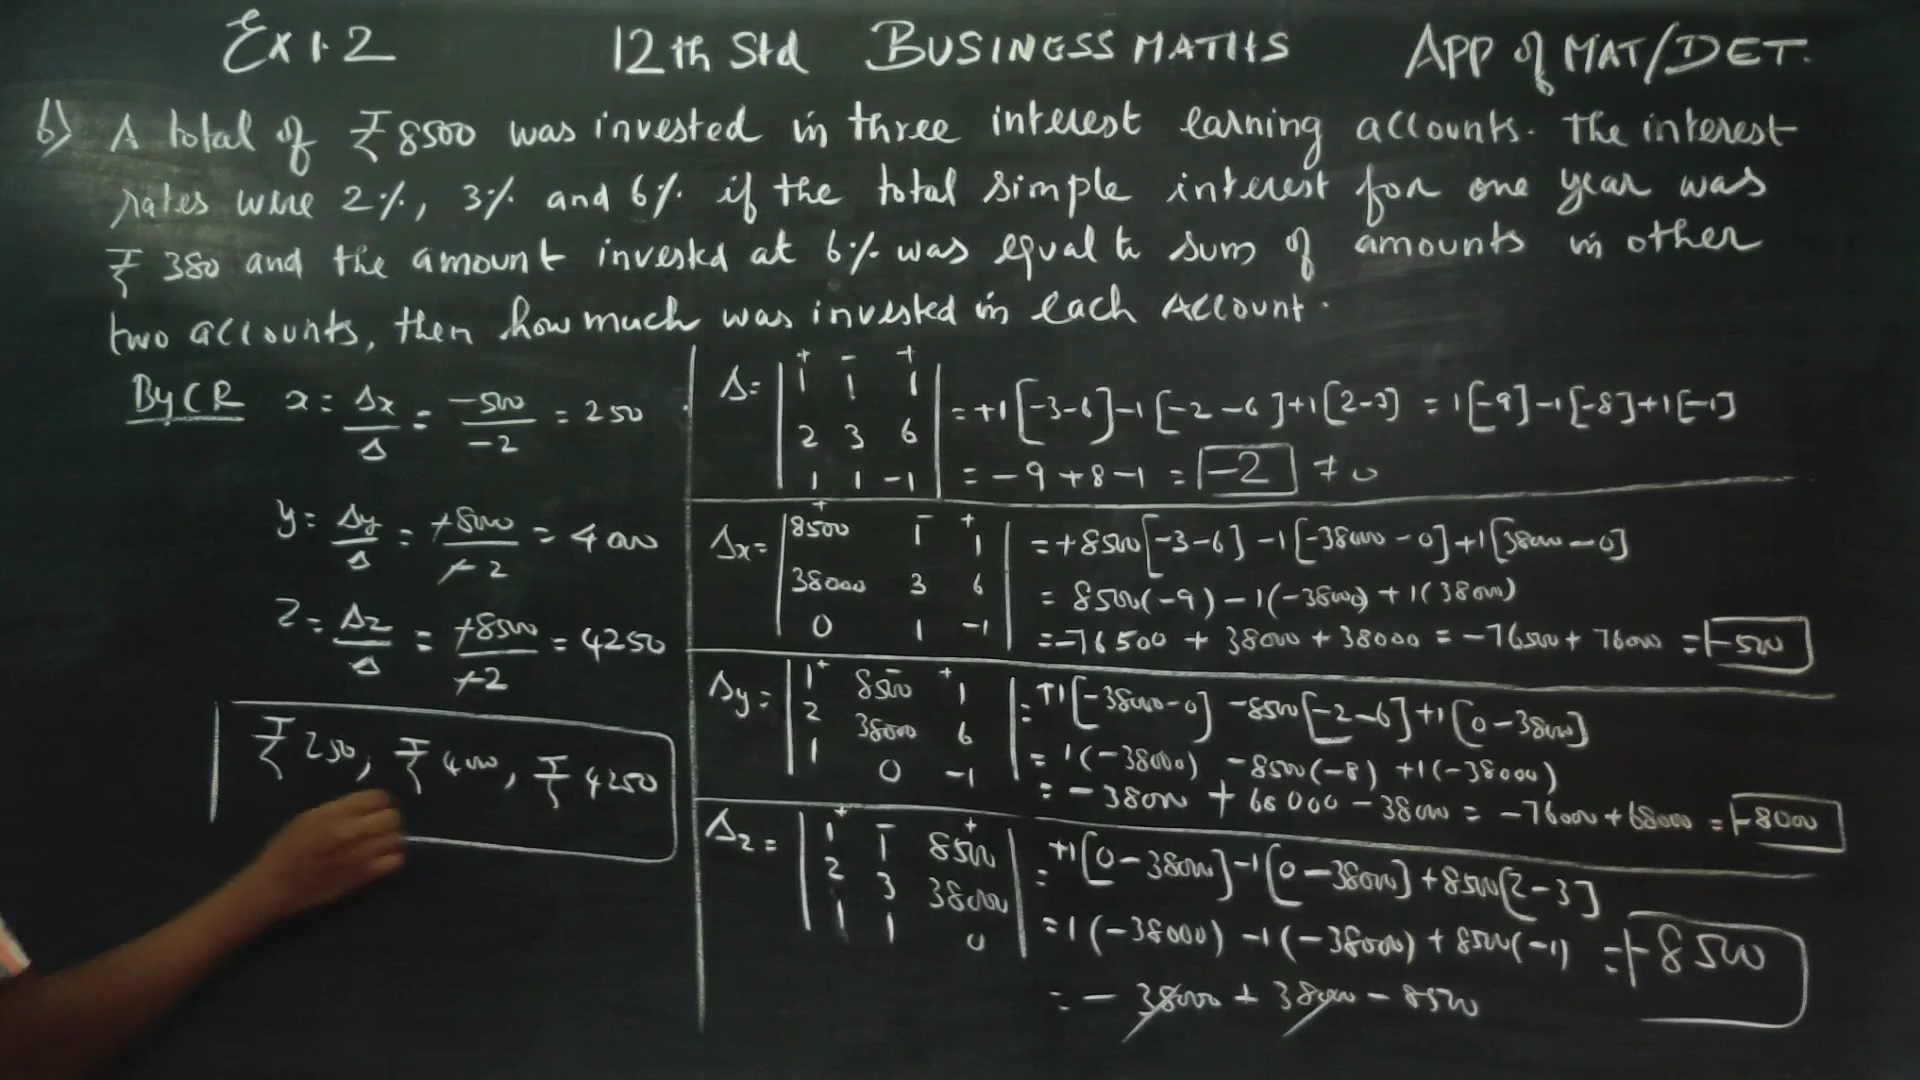 Ex 1.2 12th Std BUSINESS MATHS APP of MAT/DET.
6) A total of ₹8500 was invested in three interest earning accounts. The interest
rates were 2%, 3% and 6% if the total simple interest for one year was
₹ 380 and the amount invested at 6% was equal to sum of amounts in other
two accounts, then how much was invested in each Account.
By CR x = Δx/Δ = -500/-2 = 250
y = Δy/Δ = -8000/-2 = 4000
z = Δz/Δ = -8500/-2 = 4250
₹ 250, ₹ 4000, ₹ 4250
+ - +
Δ = | 1 1 1 | = +1[-3-6] -1[-2-6] +1[2-3] = 1[-9] -1[-8] +1[-1]
| 2 3 6 |
| 1 1 -1 | = -9 + 8 - 1 = -2 ≠ 0
+ - +
Δx = | 8500 1 1 | = +8500[-3-6] -1[-38000-0] +1[38000-0]
| 38000 3 6 | = 8500(-9) -1(-38000) + 1(38000)
| 0 1 -1 | = -76500 + 38000 + 38000 = -76500 + 76000 = -500
+ - +
Δy = | 1 8500 1 | = +1[-38000-0] -8500[-2-6] +1[0-38000]
| 2 38000 6 | = 1(-38000) -8500(-8) +1(-38000)
| 1 0 -1 | = -38000 + 68000 - 38000 = -76000 + 68000 = -8000
+ - +
Δz = | 1 1 8500 | = +1[0-38000] -1[0-38000] +8500[2-3]
| 2 3 38000 |
| 1 1 0 | = 1(-38000) -1(-38000) + 8500(-1) = -8500
= - 38000 + 38000 - 8500